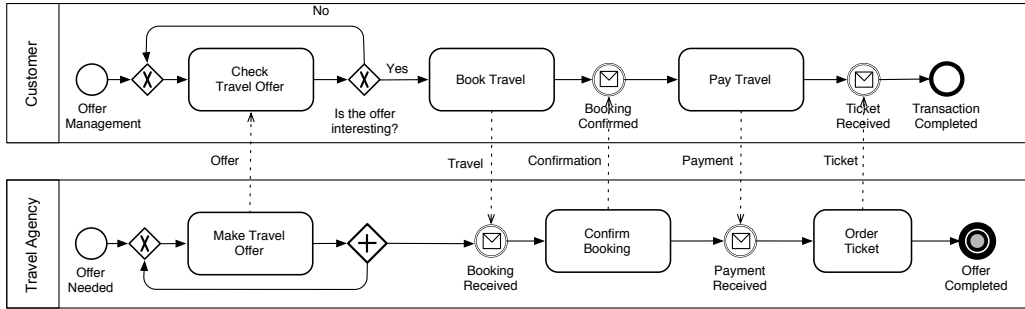 Customer
No
Check
Travel Offer
Yes
Book Travel
Pay Travel
Offer
Management
Is the offer
interesting?
Booking
Confirmed
Ticket
Received
Transaction
Completed
Offer
Travel
Confirmation
Payment
Ticket
Travel Agency
Make Travel
Offer
Confirm
Booking
Order
Ticket
Offer
Needed
Booking
Received
Payment
Received
Offer
Completed